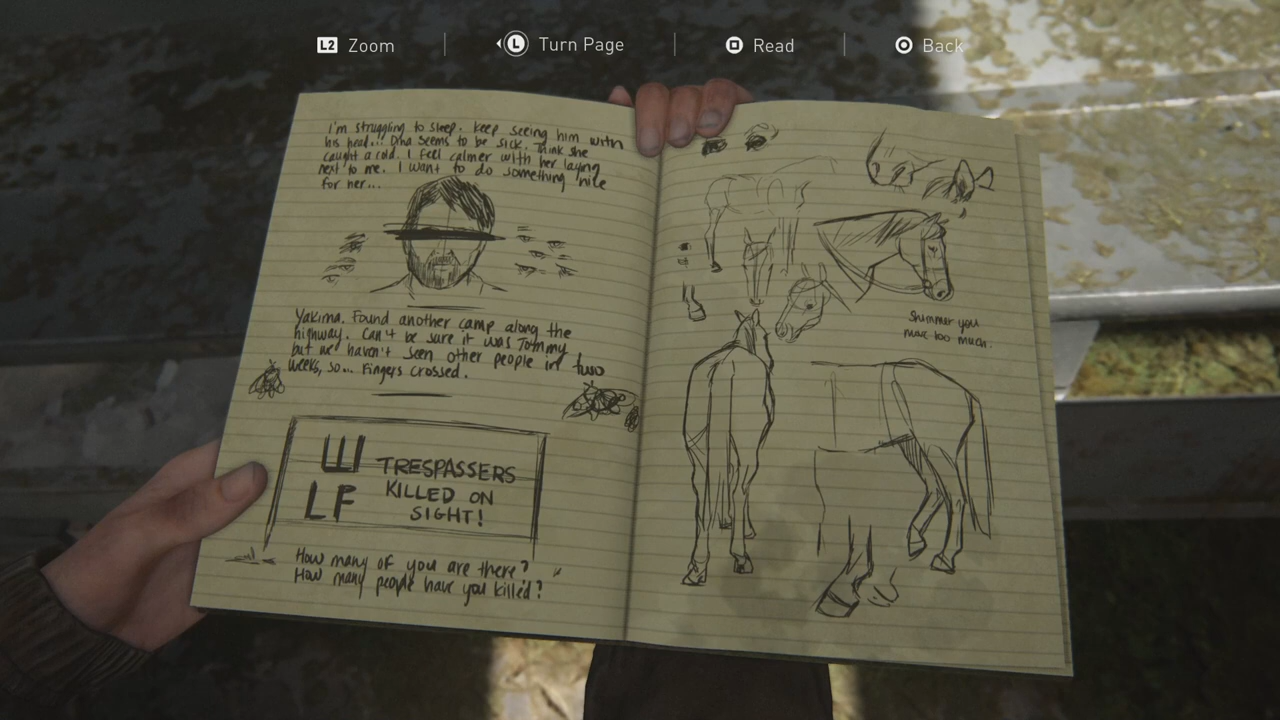 L2 Zoom
L Turn Page
Read
Back
I'm struggling to sleep. Keep seeing him with
his head... Dina seems to be sick. Think she
caught a cold. I feel calmer with her laying
next to me. I want to do something nice
for her...
Yakima. Found another camp along the
highway. Can't be sure it was Tommy
but we haven't seen other people in two
weeks, so... Fingers crossed.
W TRESPASSERS
LF KILLED ON
SIGHT!
How many of you are there?
How many people have you killed?
Shimmer you
move too much.